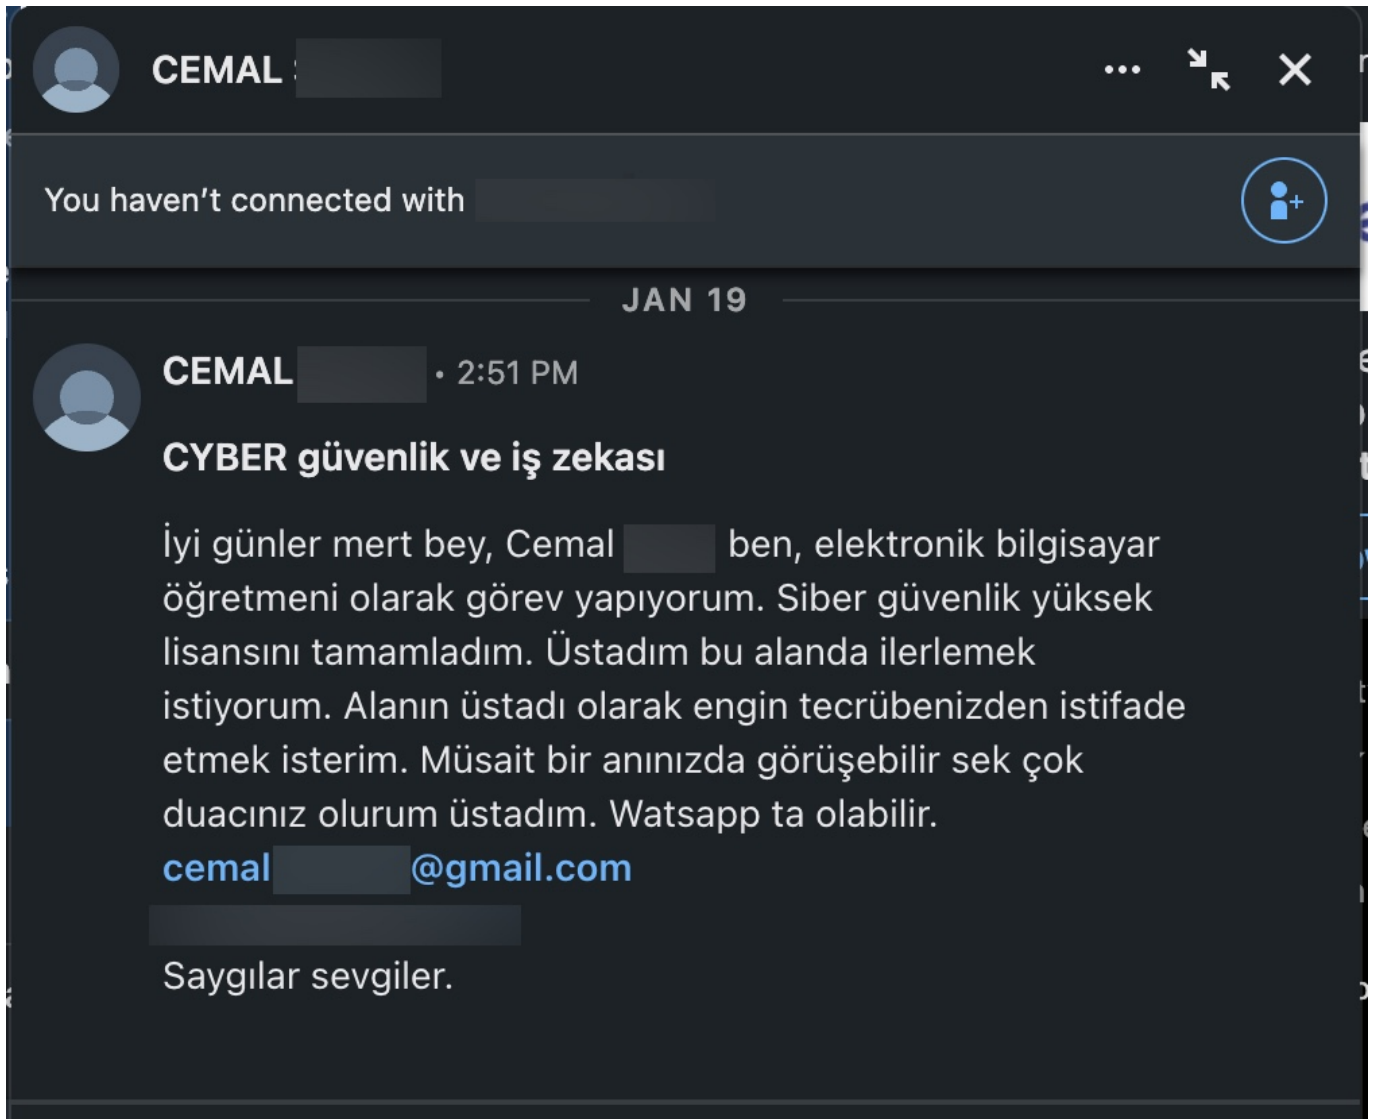 CEMAL
You haven't connected with
JAN 19
CEMAL • 2:51 PM
CYBER güvenlik ve iş zekası
İyi günler mert bey, Cemal ben, elektronik bilgisayar
öğretmeni olarak görev yapıyorum. Siber güvenlik yüksek
lisansını tamamladım. Üstadım bu alanda ilerlemek
istiyorum. Alanın üstadı olarak engin tecrübenizden istifade
etmek isterim. Müsait bir anınızda görüşebilir sek çok
duacınız olurum üstadım. Watsapp ta olabilir.
cemal @gmail.com
Saygılar sevgiler.